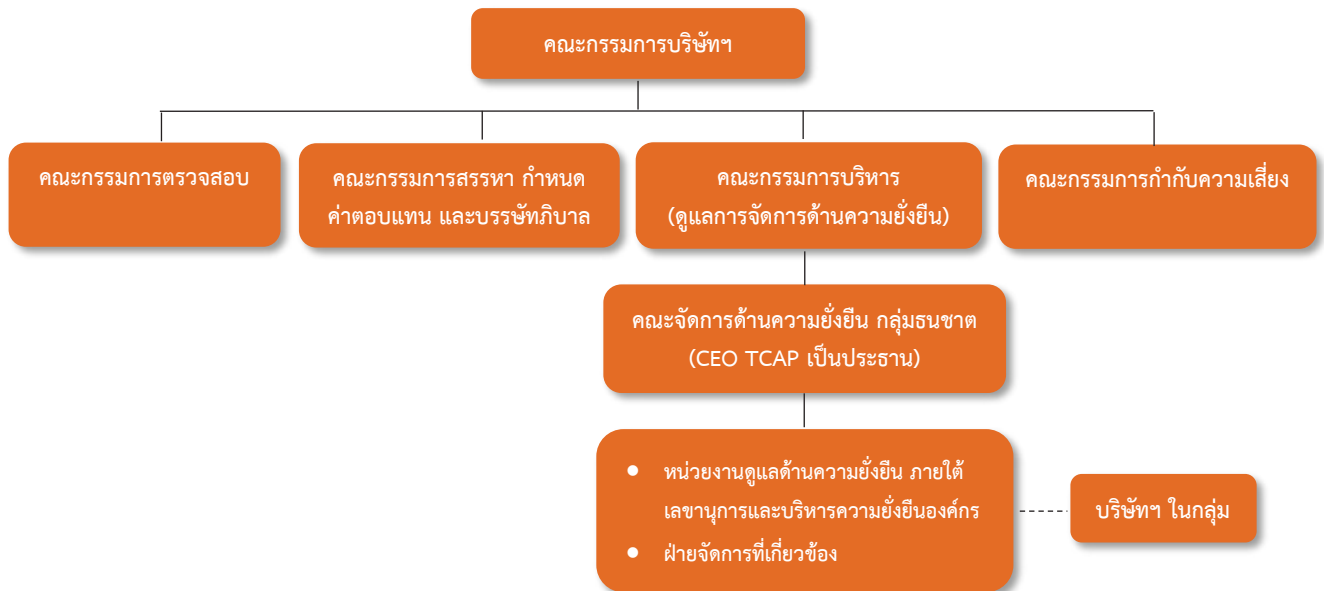 คณะกรรมการบริษัทฯ
คณะกรรมการตรวจสอบ
คณะกรรมการสรรหา กำหนด
ค่าตอบแทน และบรรษัทภิบาล
คณะกรรมการบริหาร
(ดูแลการจัดการด้านความยั่งยืน)
คณะกรรมการกำกับความเสี่ยง
คณะจัดการด้านความยั่งยืน กลุ่มธนชาต
(CEO TCAP เป็นประธาน)
● หน่วยงานดูแลด้านความยั่งยืน ภายใต้
เลขานุการและบริหารความยั่งยืนองค์กร
● ฝ่ายจัดการที่เกี่ยวข้อง
บริษัทฯ ในกลุ่ม